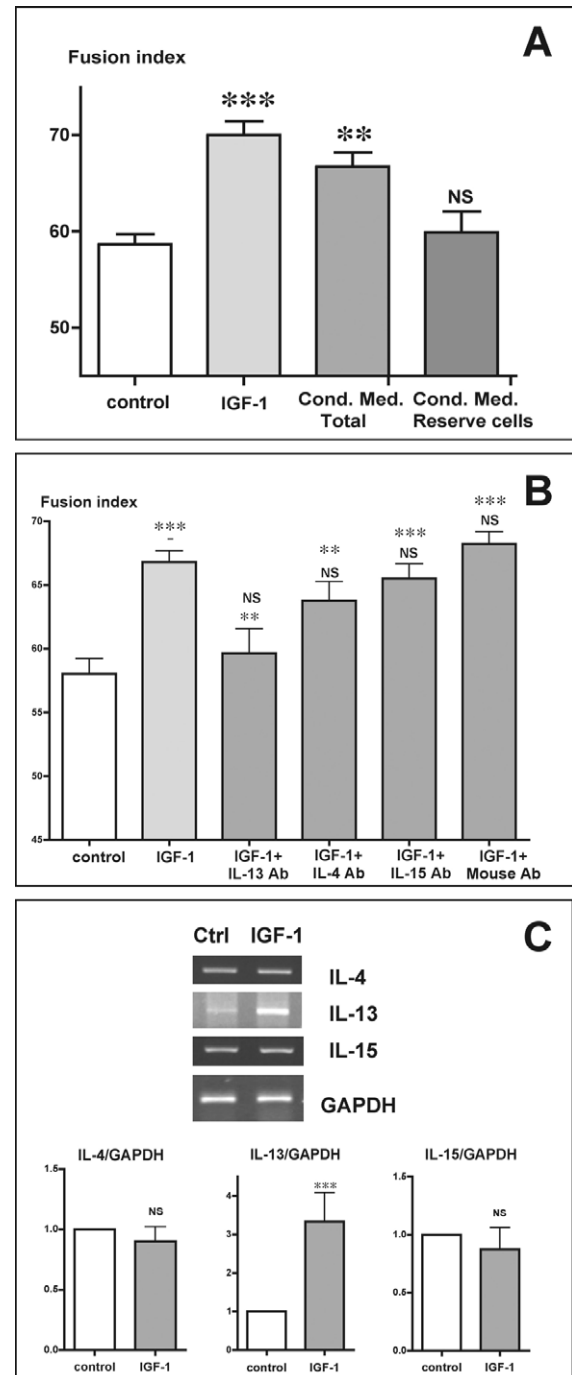 A
Fusion index
70
60
50
***
**
NS
control
IGF-1
Cond. Med.
Total
Cond. Med.
Reserve cells
B
Fusion index
70
65
60
55
50
45
***
-
NS
**
**
NS
***
NS
***
NS
control
IGF-1
IGF-1+
IL-13 Ab
IGF-1+
IL-4 Ab
IGF-1+
IL-15 Ab
IGF-1+
Mouse Ab
C
Ctrl IGF-1
IL-4
IL-13
IL-15
GAPDH
IL-4/GAPDH
1.5
1.0
0.5
0.0
NS
control IGF-1
IL-13/GAPDH
4
3
2
1
0
***
control IGF-1
IL-15/GAPDH
1.5
1.0
0.5
0.0
NS
control IGF-1